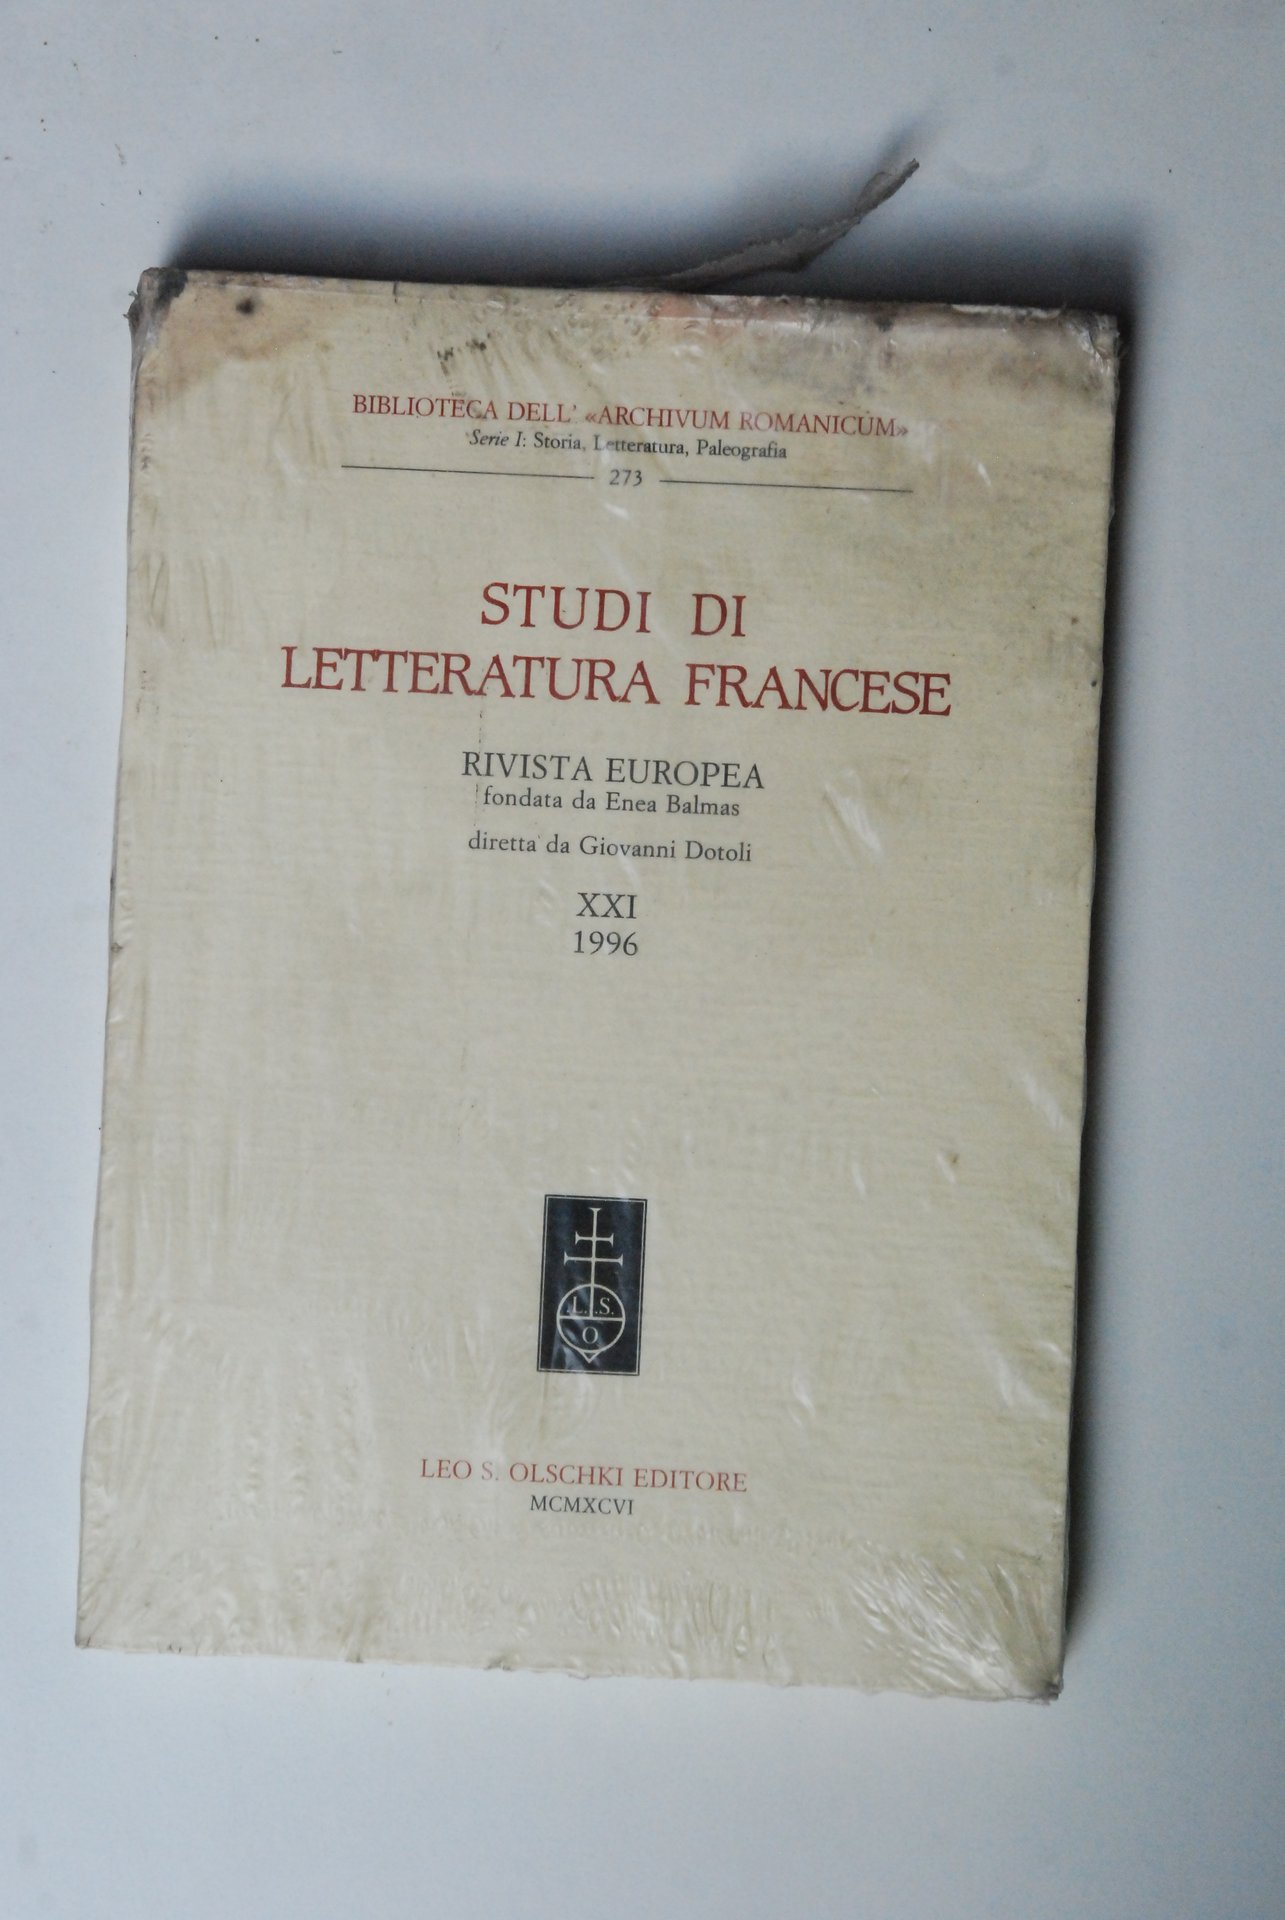 BIBLIOTECA DELL' «ARCHIVUM ROMANICUM»
Serie I: Storia, Letteratura, Paleografia
273
STUDI DI
LETTERATURA FRANCESE
RIVISTA EUROPEA
fondata da Enea Balmas
diretta da Giovanni Dotoli
XXI
1996
.L. .S.
O
LEO S. OLSCHKI EDITORE
MCMXCVI